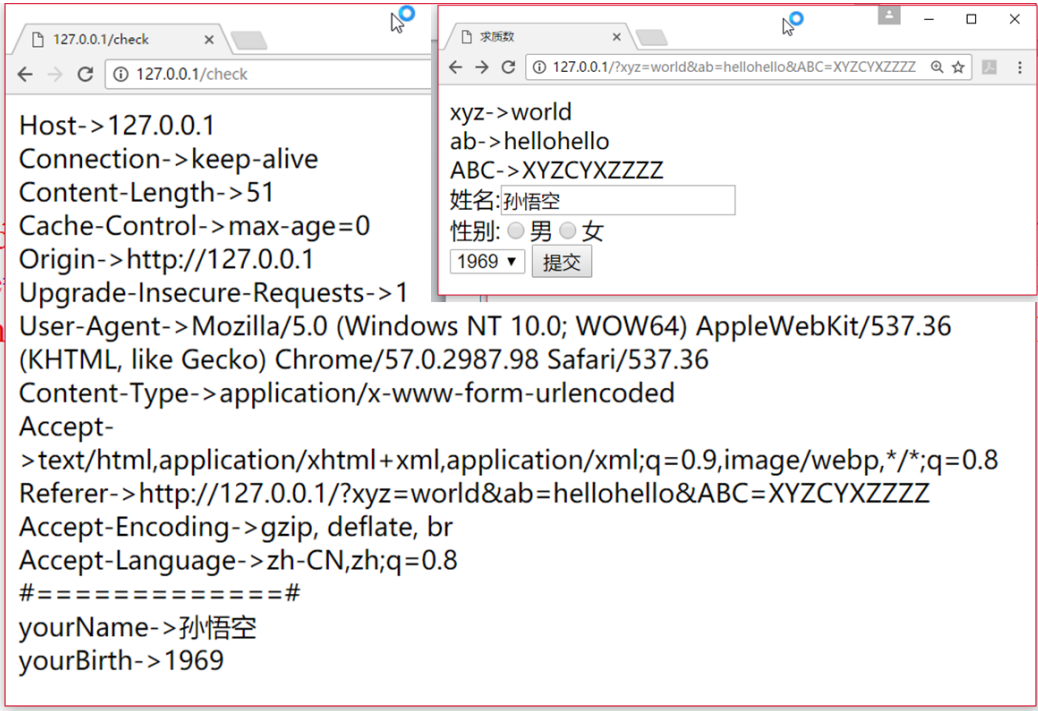 127.0.0.1/check
127.0.0.1/check
Host->127.0.0.1
Connection->keep-alive
Content-Length->51
Cache-Control->max-age=0
Origin->http://127.0.0.1
Upgrade-Insecure-Requests->1
User-Agent->Mozilla/5.0 (Windows NT 10.0; WOW64) AppleWebKit/537.36
(KHTML, like Gecko) Chrome/57.0.2987.98 Safari/537.36
Content-Type->application/x-www-form-urlencoded
Accept-
>text/html,application/xhtml+xml,application/xml;q=0.9,image/webp,*/*;q=0.8
Referer->http://127.0.0.1/?xyz=world&ab=hellohello&ABC=XYZCYXZZZZ
Accept-Encoding->gzip, deflate, br
Accept-Language->zh-CN,zh;q=0.8
#=============#
yourName->孙悟空
yourBirth->1969
求质数
127.0.0.1/?xyz=world&ab=hellohello&ABC=XYZCYXZZZZ
xyz->world
ab->hellohello
ABC->XYZCYXZZZZ
姓名:孙悟空
性别: 男 女
1969 提交